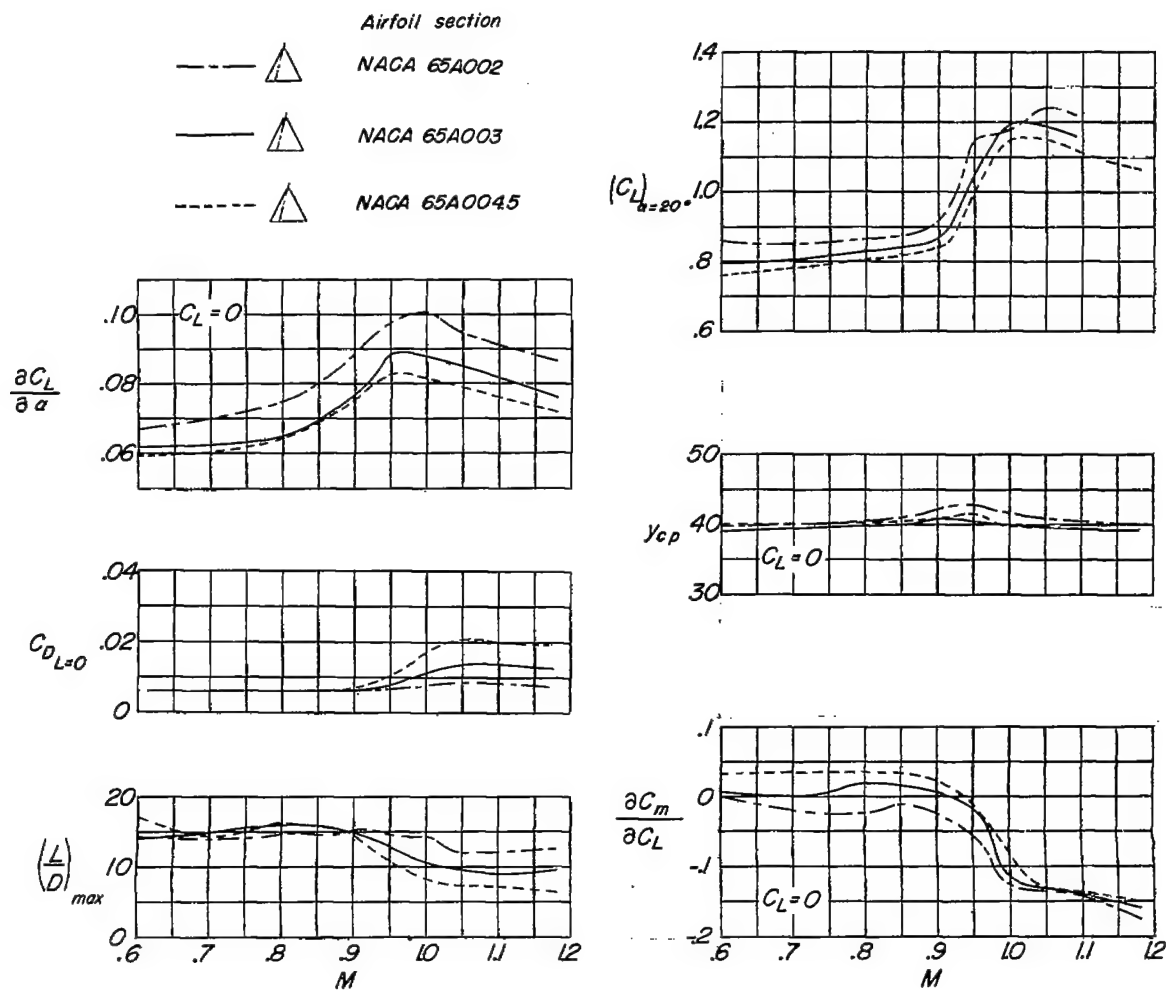 Airfoil section
NACA 65A002
NACA 65A003
NACA 65A004.5
.10
.08
.06
∂C_L
∂α
C_L = 0
.04
.02
0
C_D_L=0
20
10
0
(L/D)_max
.6 .7 .8 .9 1.0 1.1 1.2
M
1.4
1.2
1.0
.8
.6
(C_L)_α=20°
50
40
30
y_cp
C_L = 0
.1
0
-.1
-.2
∂C_m
∂C_L
C_L = 0
.6 .7 .8 .9 1.0 1.1 1.2
M